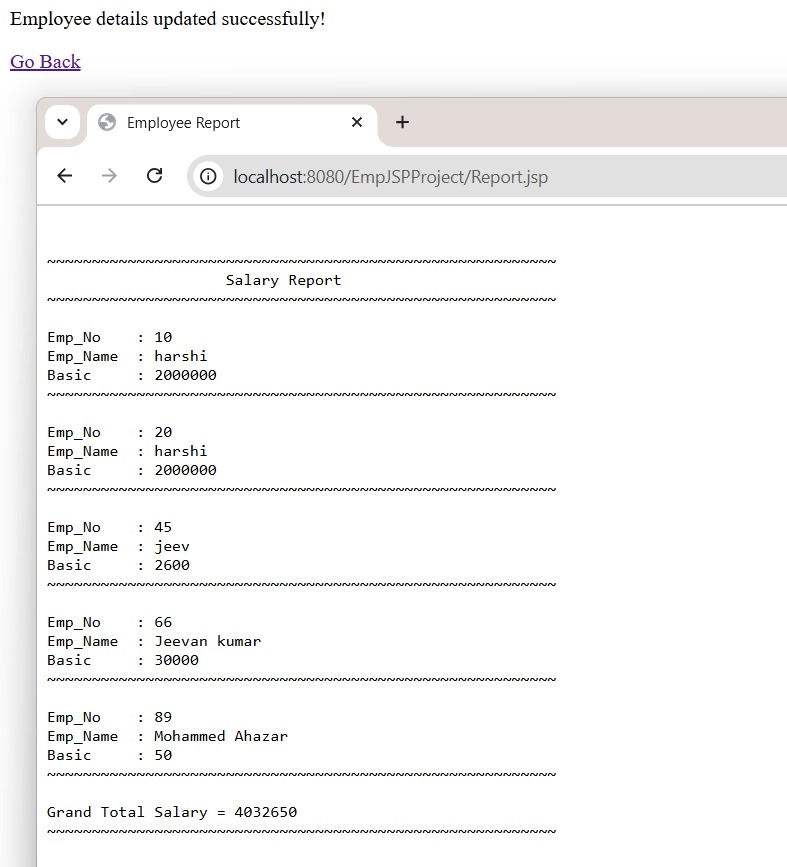 Employee details updated successfully!
Go Back
Employee Report
localhost:8080/EmpJSPProject/Report.jsp
~~~~~~~~~~~~~~~~~~~~~~~~~~~~~~~~~~~~~~~~~~~~~~~~~~~~~~~~~
Salary Report
~~~~~~~~~~~~~~~~~~~~~~~~~~~~~~~~~~~~~~~~~~~~~~~~~~~~~~~~~
Emp_No    : 10
Emp_Name  : harshi
Basic     : 2000000
~~~~~~~~~~~~~~~~~~~~~~~~~~~~~~~~~~~~~~~~~~~~~~~~~~~~~~~~~
Emp_No    : 20
Emp_Name  : harshi
Basic     : 2000000
~~~~~~~~~~~~~~~~~~~~~~~~~~~~~~~~~~~~~~~~~~~~~~~~~~~~~~~~~
Emp_No    : 45
Emp_Name  : jeev
Basic     : 2600
~~~~~~~~~~~~~~~~~~~~~~~~~~~~~~~~~~~~~~~~~~~~~~~~~~~~~~~~~
Emp_No    : 66
Emp_Name  : Jeevan kumar
Basic     : 30000
~~~~~~~~~~~~~~~~~~~~~~~~~~~~~~~~~~~~~~~~~~~~~~~~~~~~~~~~~
Emp_No    : 89
Emp_Name  : Mohammed Ahazar
Basic     : 50
~~~~~~~~~~~~~~~~~~~~~~~~~~~~~~~~~~~~~~~~~~~~~~~~~~~~~~~~~
Grand Total Salary = 4032650
~~~~~~~~~~~~~~~~~~~~~~~~~~~~~~~~~~~~~~~~~~~~~~~~~~~~~~~~~